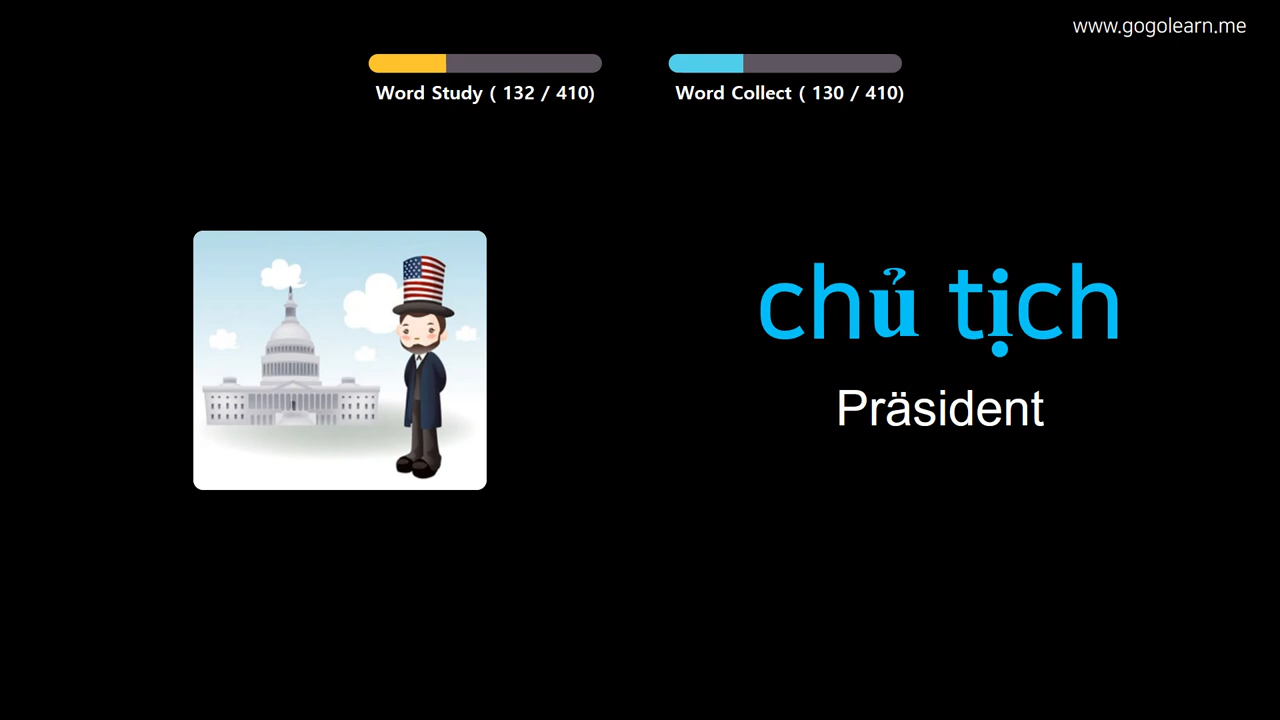 www.gogolearn.me
Word Study ( 132 / 410)
Word Collect ( 130 / 410)
chủ tịch
Präsident